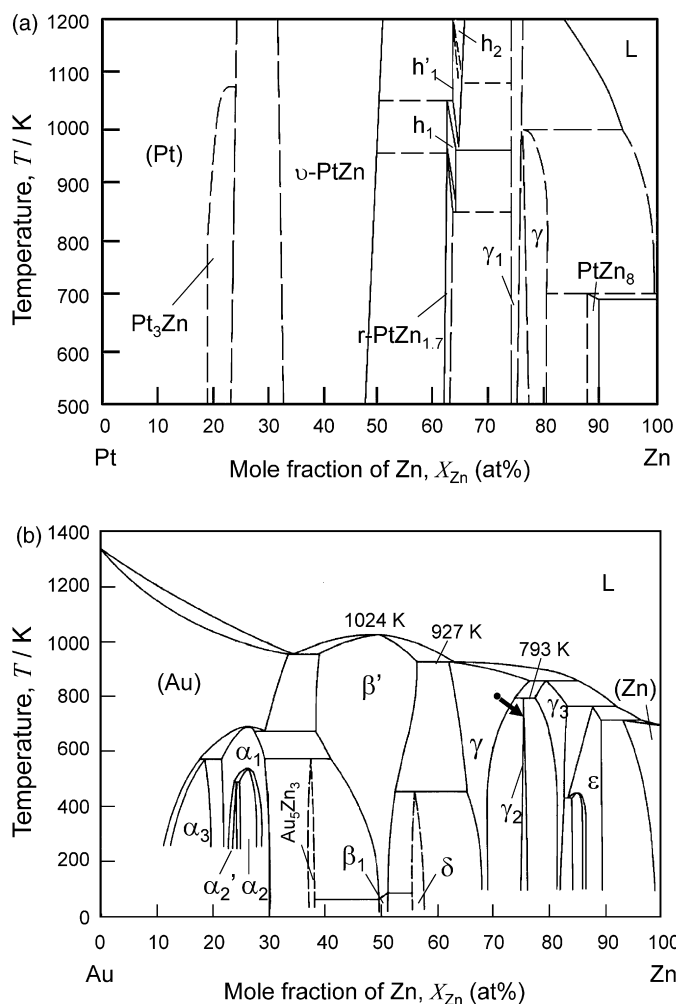 (a)
1200
1100
1000
900
800
700
600
500
Temperature, T / K
(Pt)
Pt₃Zn
υ-PtZn
h'₁
h₂
h₁
r-PtZn₁.₇
γ₁
γ
PtZn₈
L
0 10 20 30 40 50 60 70 80 90 100
Pt
Zn
Mole fraction of Zn, X_Zn (at%)
(b)
1400
1200
1000
800
600
400
200
0
Temperature, T / K
L
1024 K
927 K
793 K
(Zn)
(Au)
β'
γ
γ₃
α₁
α₃
α₂'
α₂
Au₅Zn₃
β₁
δ
γ₂
ε
0 10 20 30 40 50 60 70 80 90 100
Au
Zn
Mole fraction of Zn, X_Zn (at%)